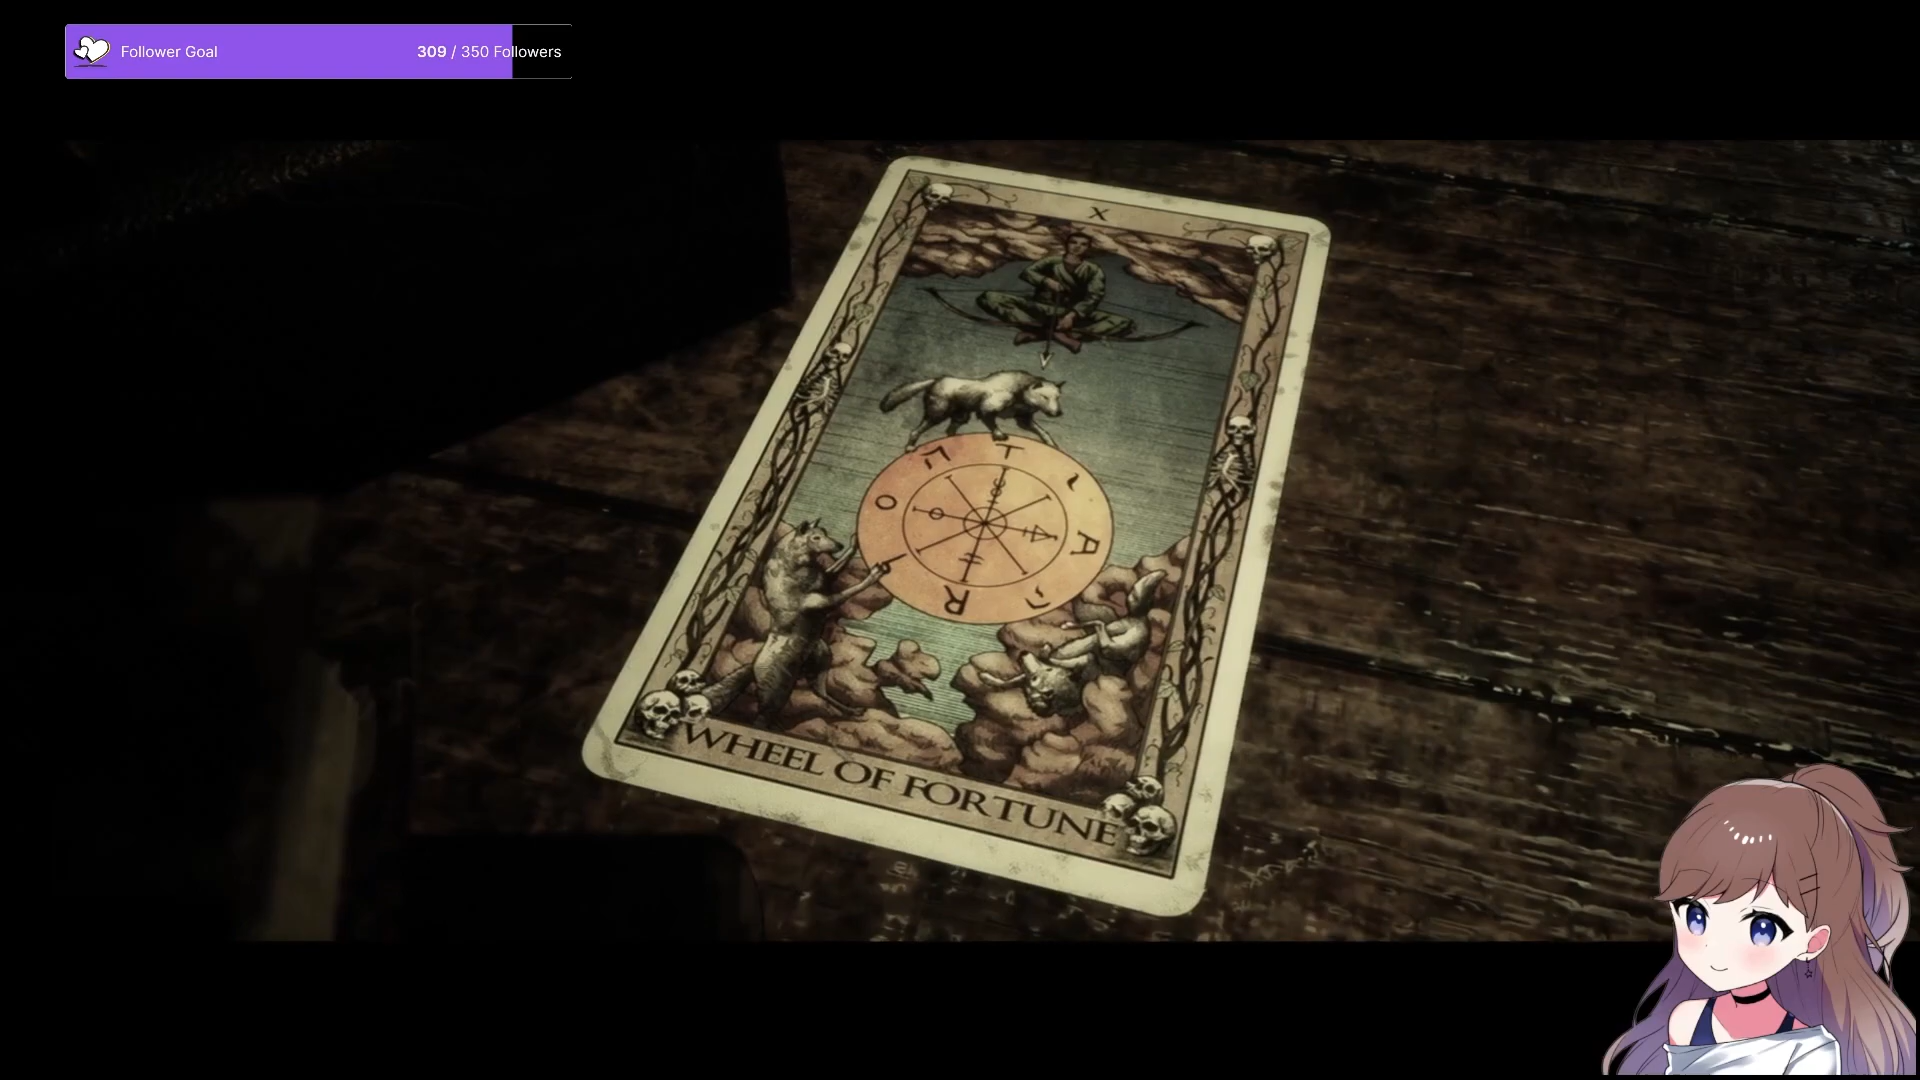 Follower Goal 309 / 350 Followers
X
ה T י A ו R O
WHEEL OF FORTUNE